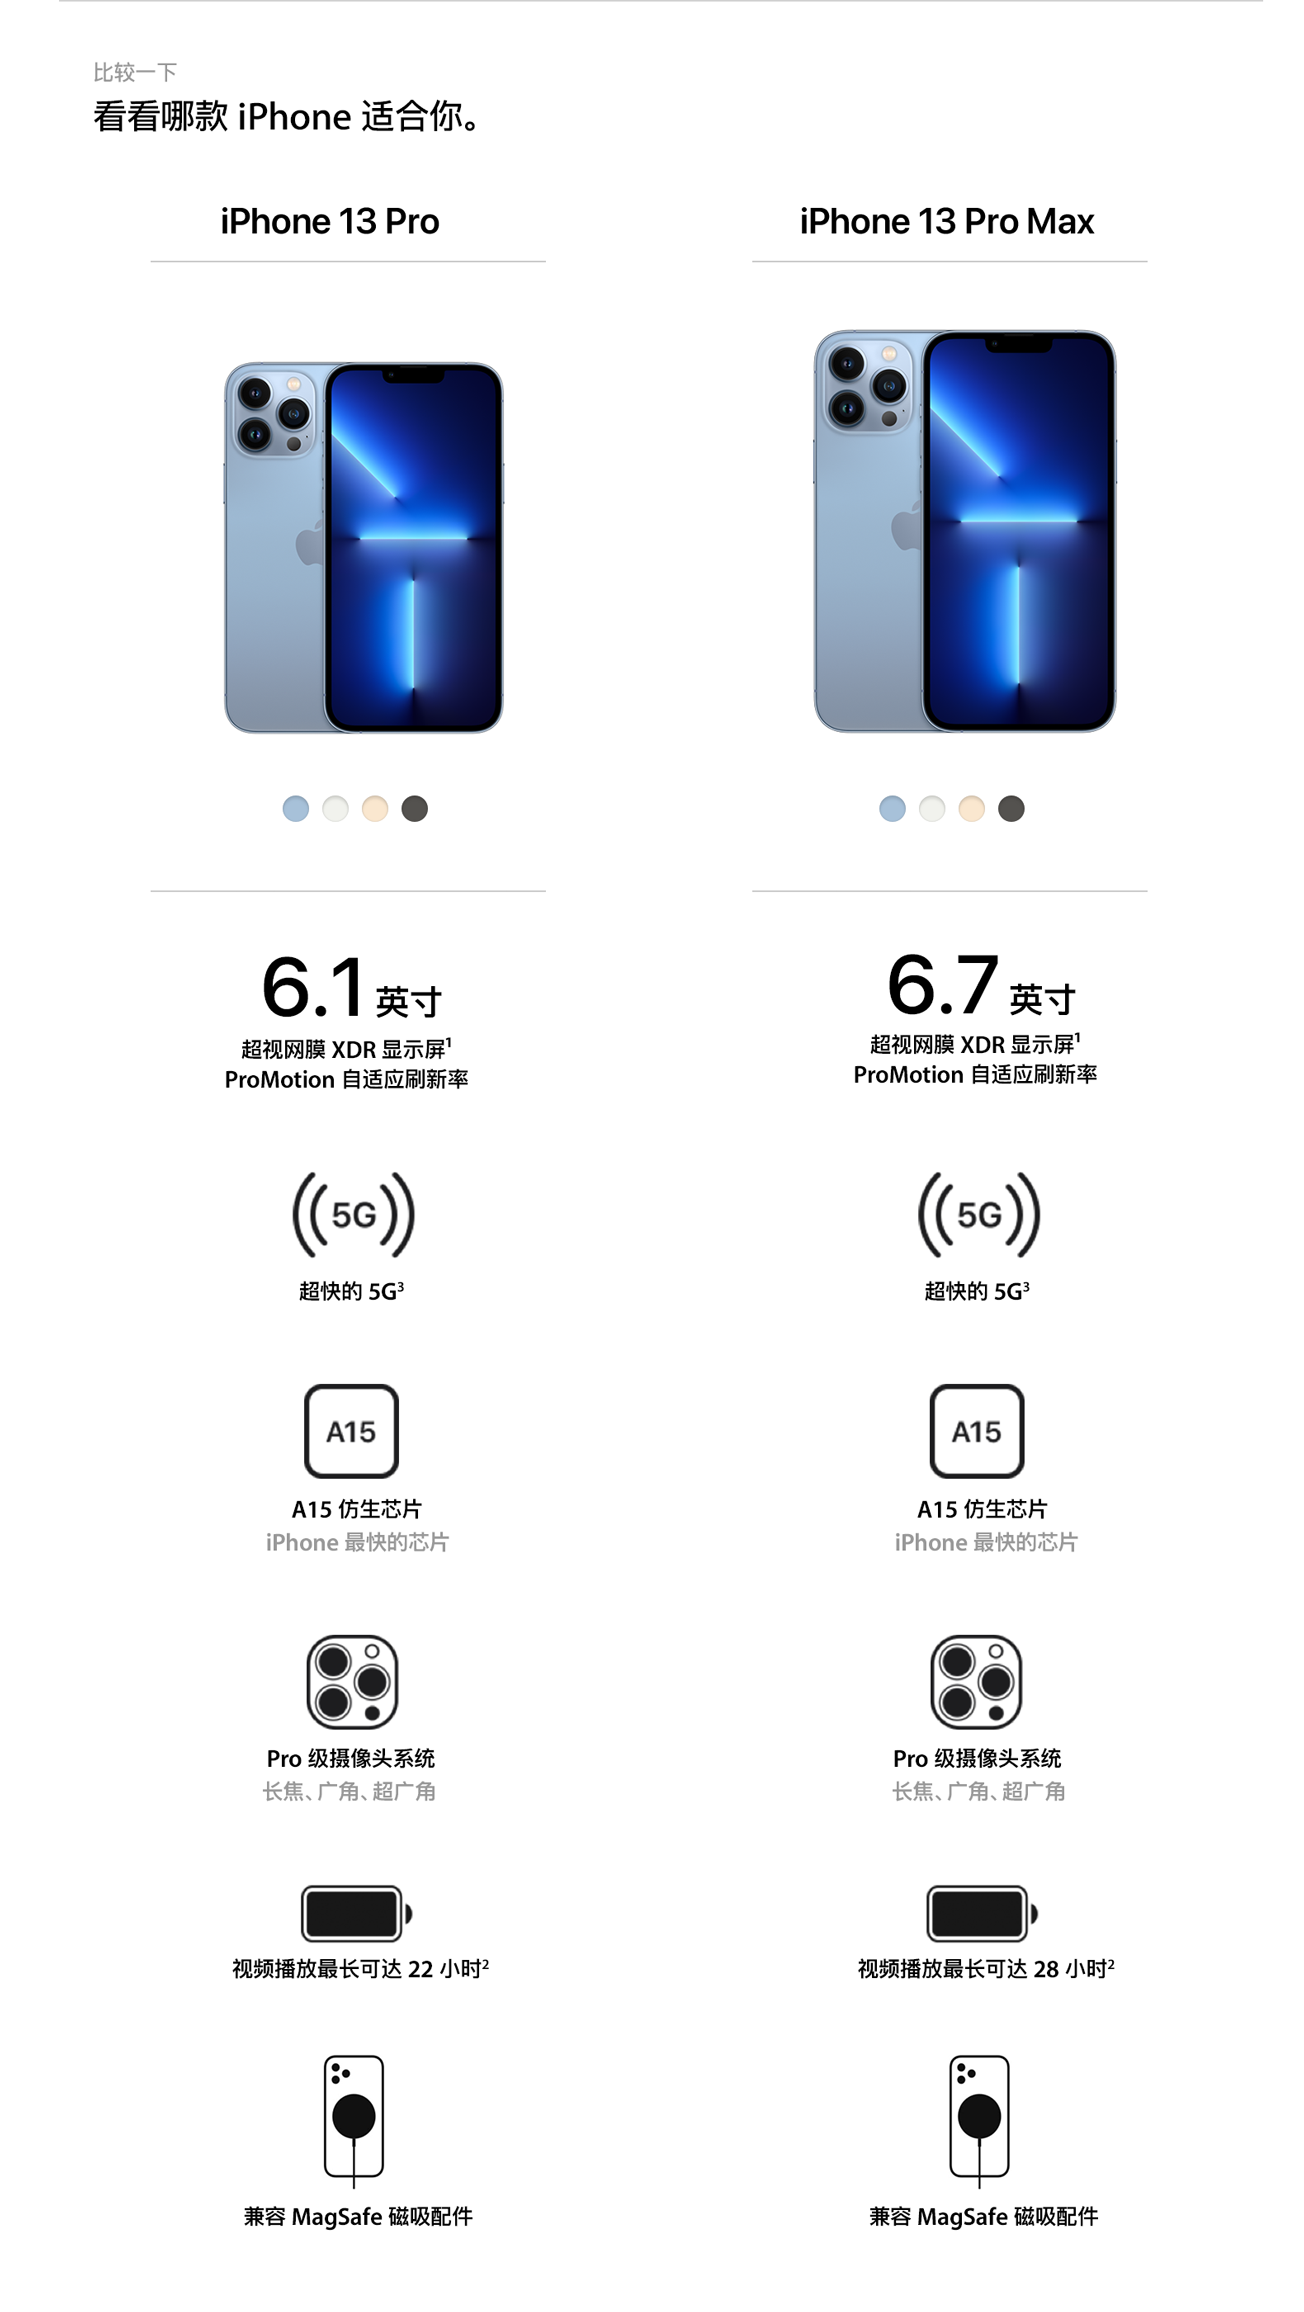 比较一下
看看哪款 iPhone 适合你。
iPhone 13 Pro
iPhone 13 Pro Max
6.1 英寸
超视网膜 XDR 显示屏¹
ProMotion 自适应刷新率
6.7 英寸
超视网膜 XDR 显示屏¹
ProMotion 自适应刷新率
5G
超快的 5G³
5G
超快的 5G³
A15
A15 仿生芯片
iPhone 最快的芯片
A15
A15 仿生芯片
iPhone 最快的芯片
Pro 级摄像头系统
长焦、广角、超广角
Pro 级摄像头系统
长焦、广角、超广角
视频播放最长可达 22 小时²
视频播放最长可达 28 小时²
兼容 MagSafe 磁吸配件
兼容 MagSafe 磁吸配件